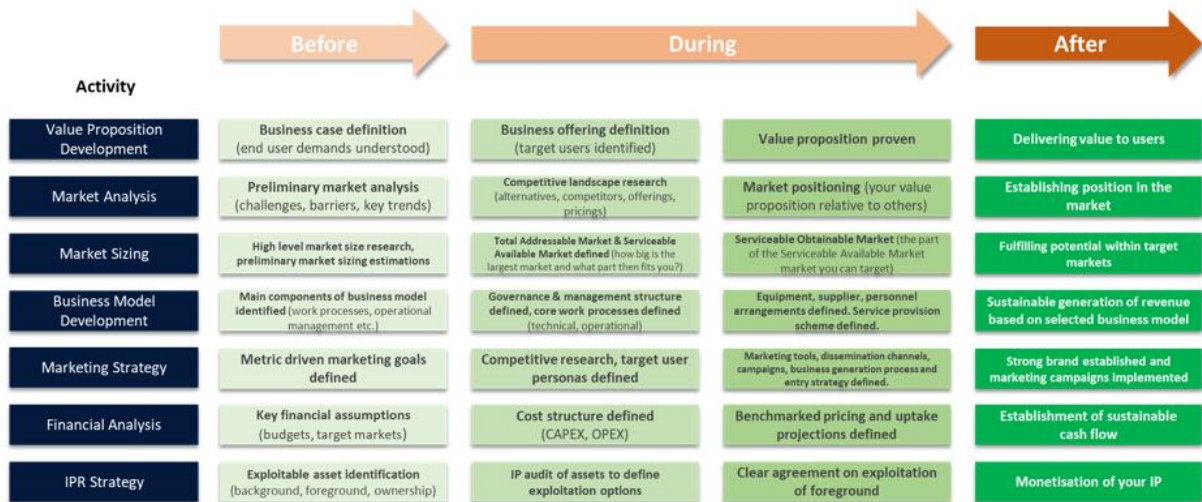 Before
During
After
Activity
Value Proposition
Development
Business case definition
(end user demands understood)
Business offering definition
(target users identified)
Value proposition proven
Delivering value to users
Market Analysis
Preliminary market analysis
(challenges, barriers, key trends)
Competitive landscape research
(alternatives, competitors, offerings,
pricings)
Market positioning (your value
proposition relative to others)
Establishing position in the
market
Market Sizing
High level market size research,
preliminary market sizing estimations
Total Addressable Market & Serviceable
Available Market defined (how big is the
largest market and what part then fits you?)
Serviceable Obtainable Market (the part
of the Serviceable Available Market
market you can target)
Fulfilling potential within target
markets
Business Model
Development
Main components of business model
identified (work processes, operational
management etc.)
Governance & management structure
defined, core work processes defined
(technical, operational)
Equipment, supplier, personnel
arrangements defined. Service provision
scheme defined.
Sustainable generation of revenue
based on selected business model
Marketing Strategy
Metric driven marketing goals
defined
Competitive research, target user
personas defined
Marketing tools, dissemination channels,
campaigns, business generation process and
entry strategy defined.
Strong brand established and
marketing campaigns implemented
Financial Analysis
Key financial assumptions
(budgets, target markets)
Cost structure defined
(CAPEX, OPEX)
Benchmarked pricing and uptake
projections defined
Establishment of sustainable
cash flow
IPR Strategy
Exploitable asset identification
(background, foreground, ownership)
IP audit of assets to define
exploitation options
Clear agreement on exploitation
of foreground
Monetisation of your IP